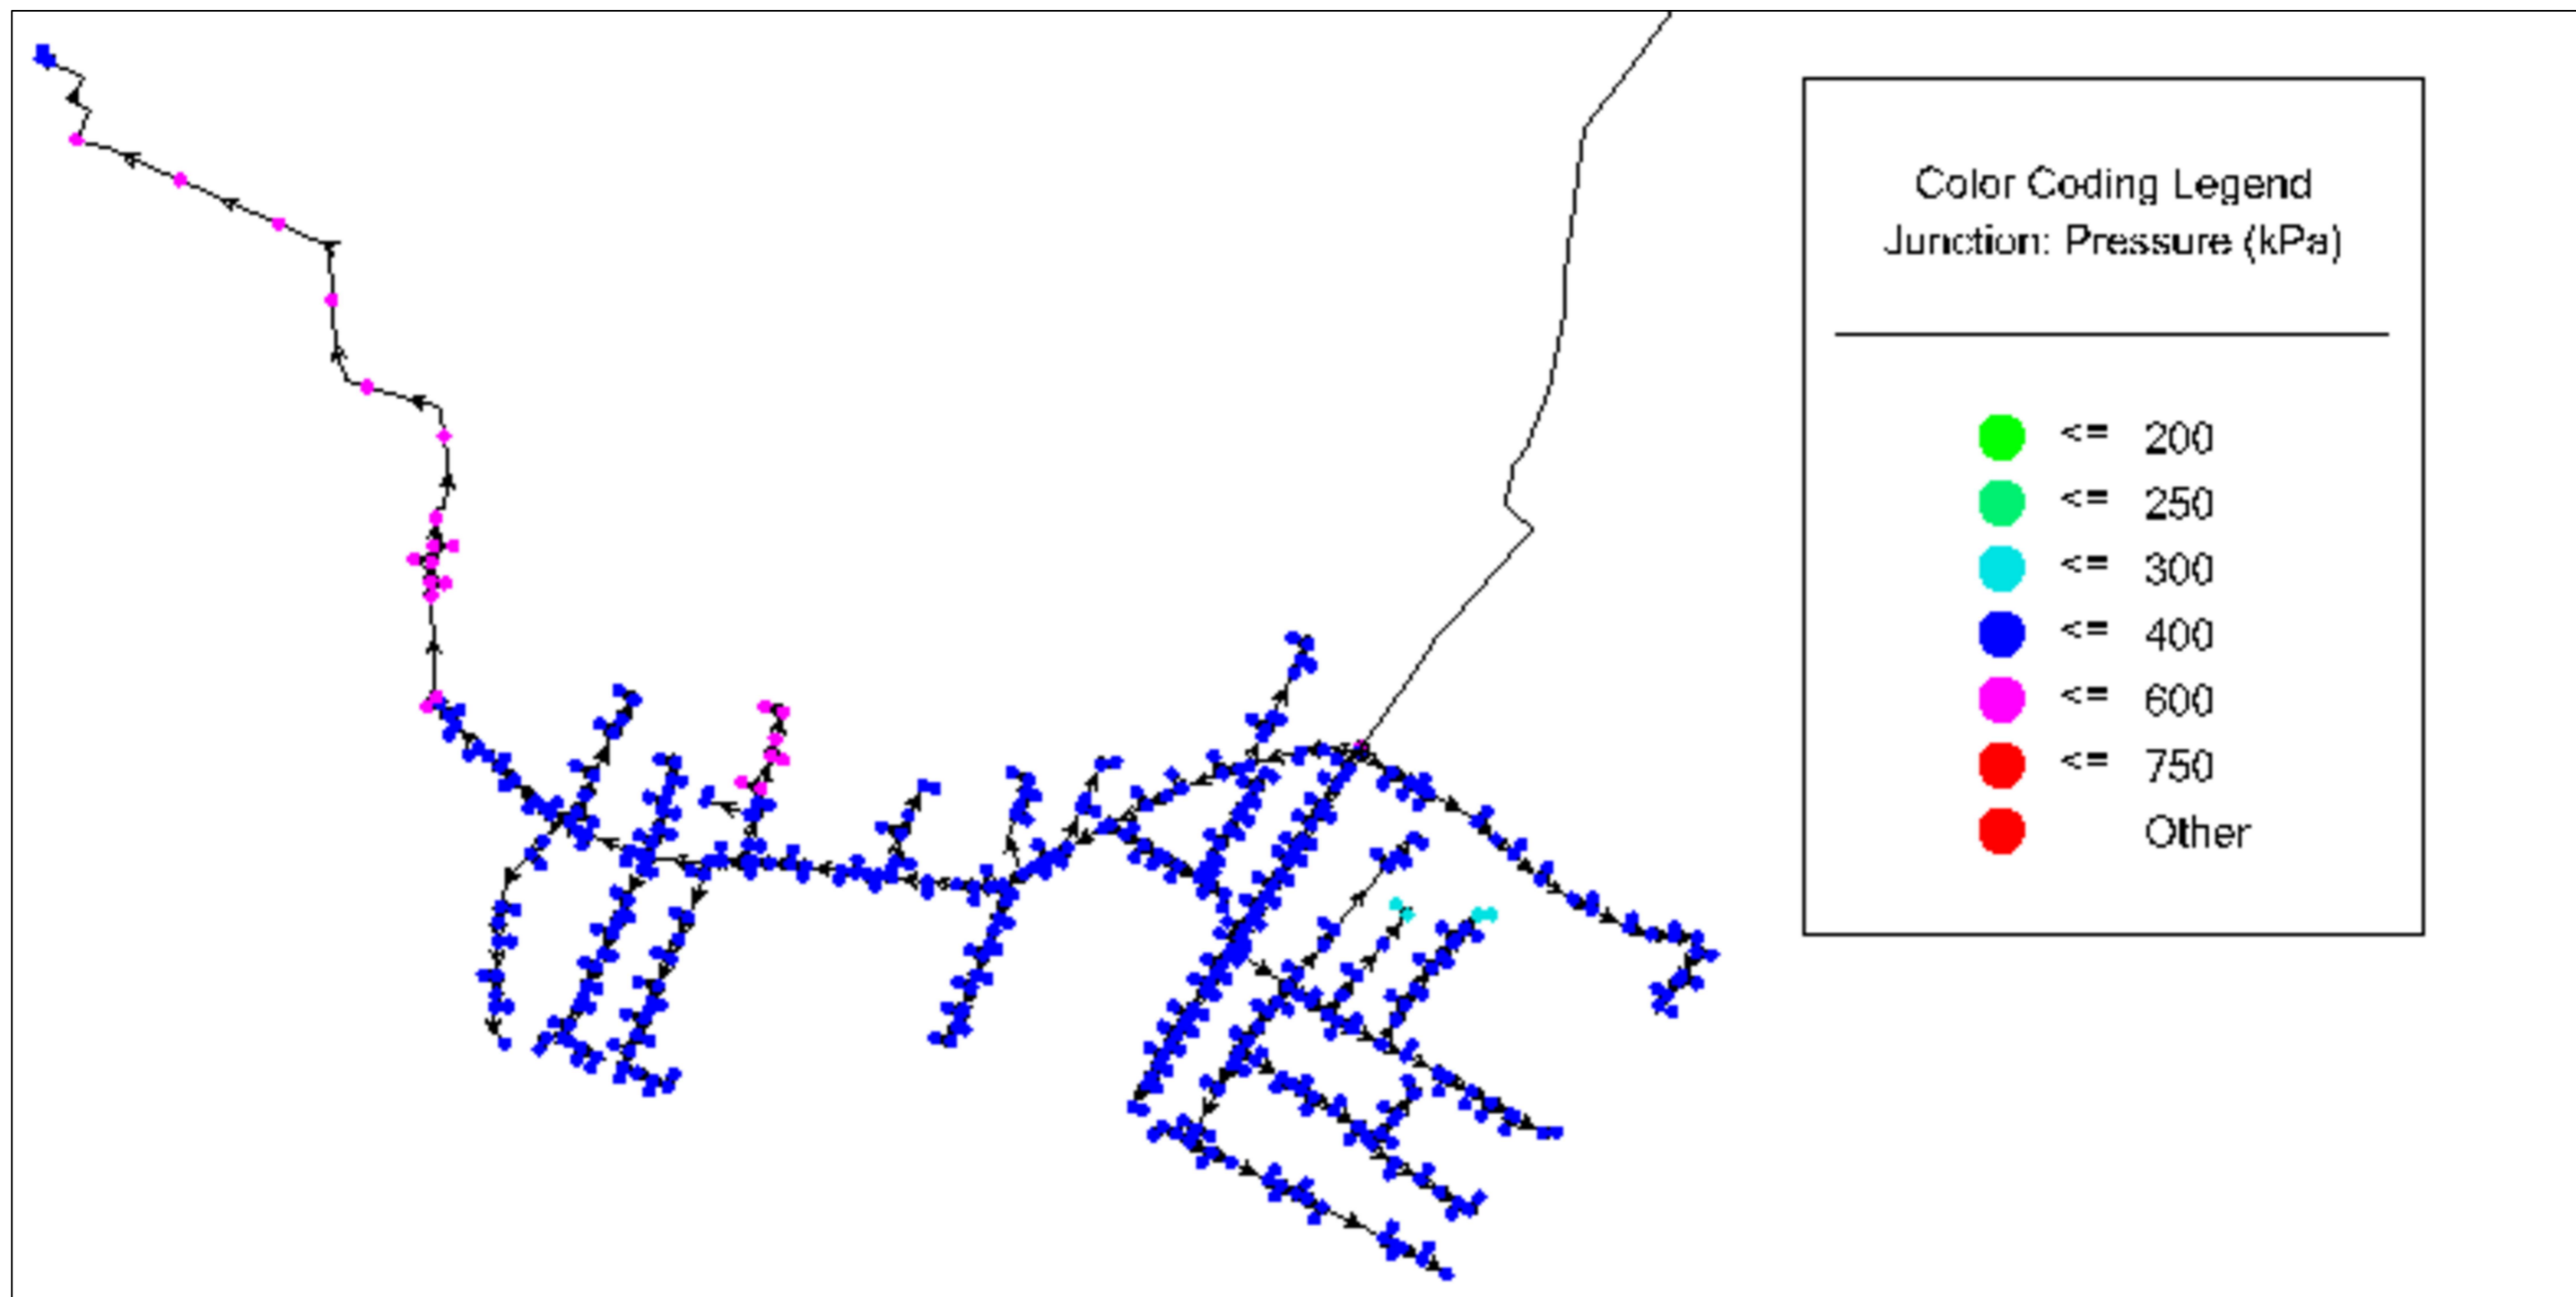 Color Coding Legend
Junction: Pressure (kPa)
<= 200
<= 250
<= 300
<= 400
<= 600
<= 750
Other